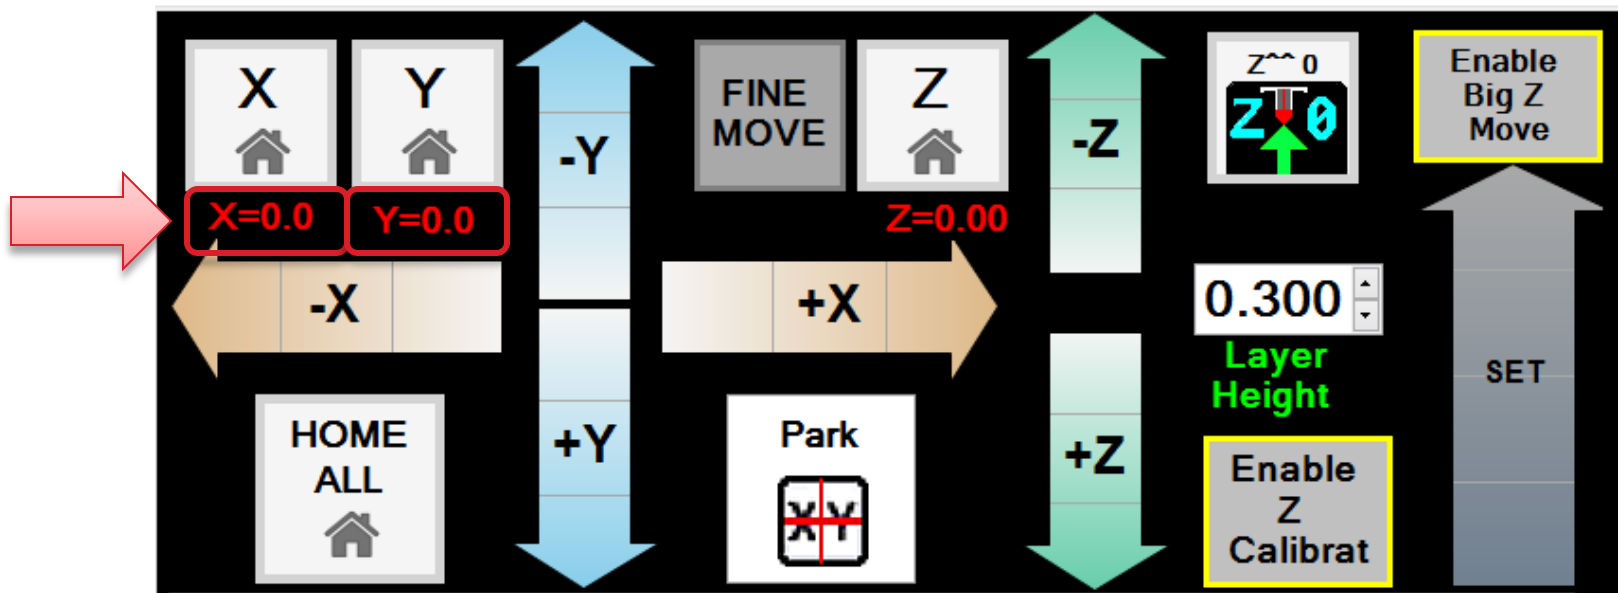 X
Y
X=0.0
Y=0.0
-Y
FINE
MOVE
Z
Z=0.00
-Z
Z^^ 0
Z 0
Enable
Big Z
Move
-X
+X
0.300
Layer
Height
SET
HOME
ALL
+Y
Park
XY
+Z
Enable
Z
Calibrat